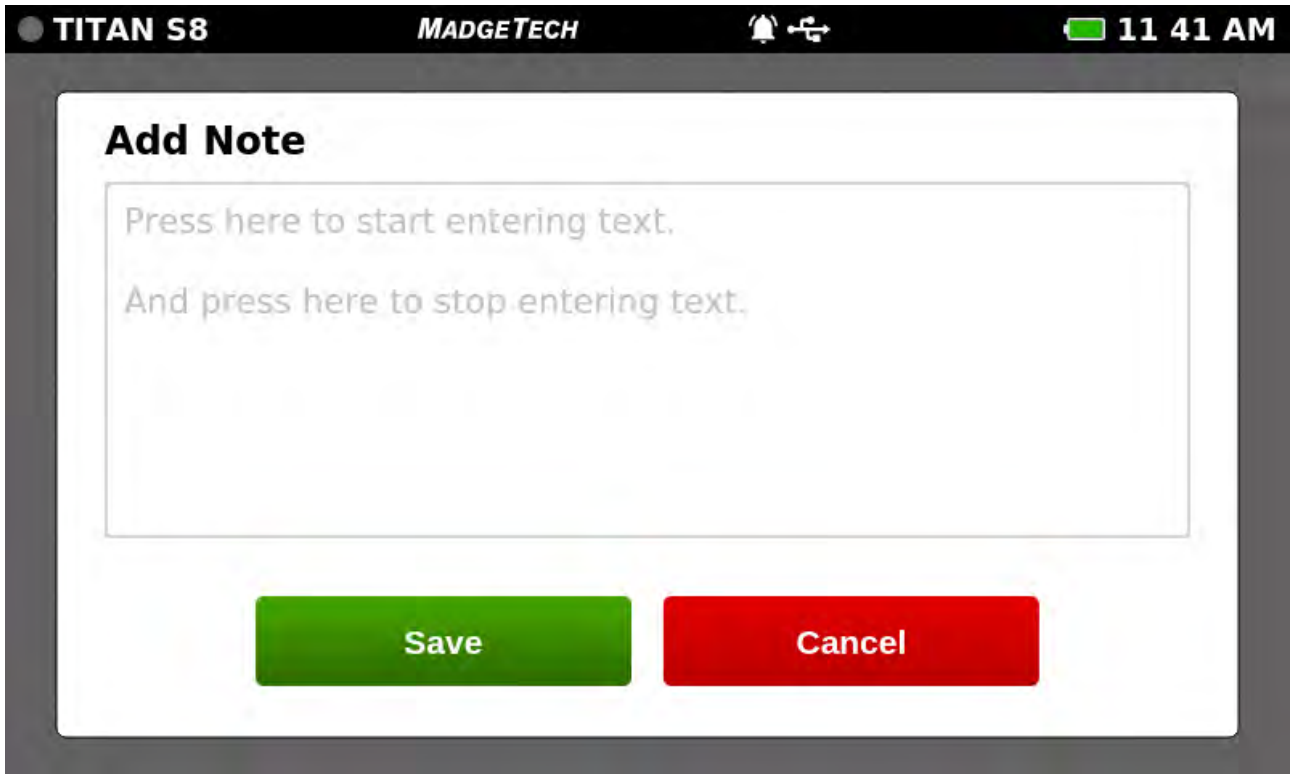 TITAN S8 MADGETECH 11 41 AM
Add Note
Press here to start entering text.
And press here to stop entering text.
Save Cancel